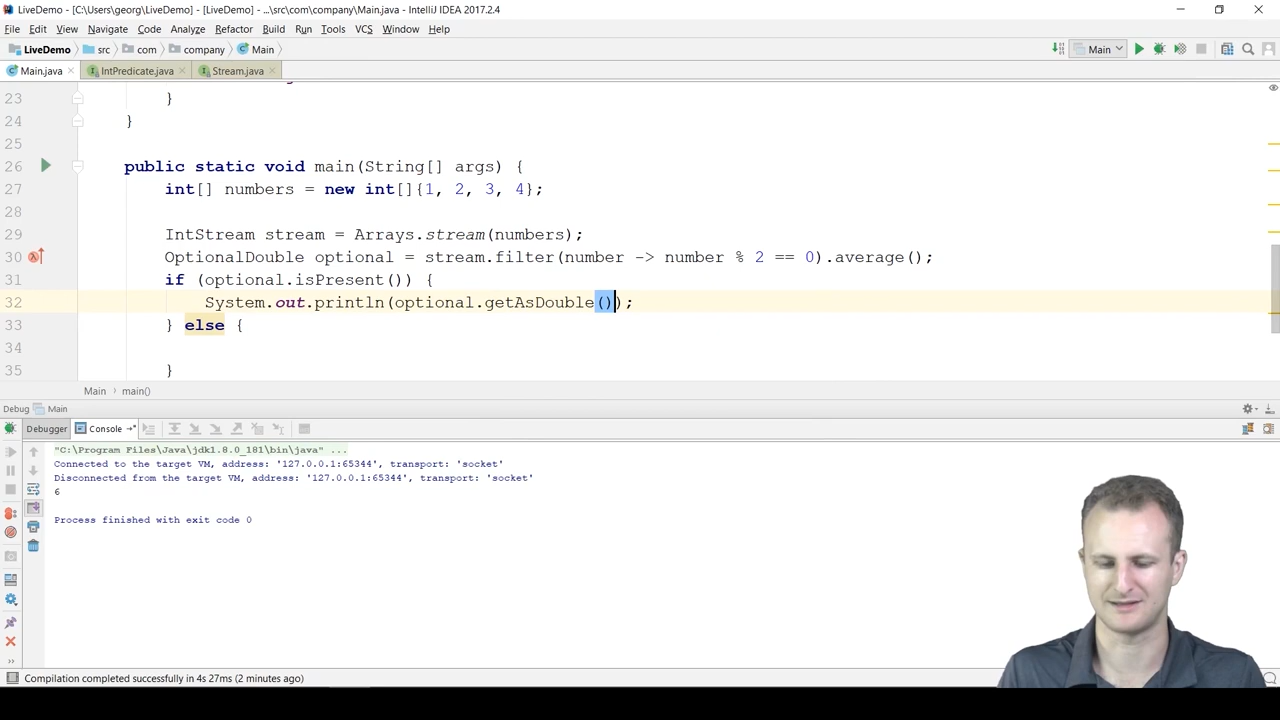 LiveDemo - [C:\Users\georg\LiveDemo] - [LiveDemo] - ...\src\com\company\Main.java - IntelliJ IDEA 2017.2.4
File Edit View Navigate Code Analyze Refactor Build Run Tools VCS Window Help
LiveDemo src com company Main Main
Main.java IntPredicate.java Stream.java
23 }
24 }
25
26 public static void main(String[] args) {
27 int[] numbers = new int[]{1, 2, 3, 4};
28
29 IntStream stream = Arrays.stream(numbers);
30 OptionalDouble optional = stream.filter(number -> number % 2 == 0).average();
31 if (optional.isPresent()) {
32 System.out.println(optional.getAsDouble());
33 } else {
34
35 }
Main main()
Debug Main
Debugger Console
"C:\Program Files\Java\jdk1.8.0_181\bin\java" ...
Connected to the target VM, address: '127.0.0.1:65344', transport: 'socket'
Disconnected from the target VM, address: '127.0.0.1:65344', transport: 'socket'
6
Process finished with exit code 0
Compilation completed successfully in 4s 27ms (2 minutes ago)